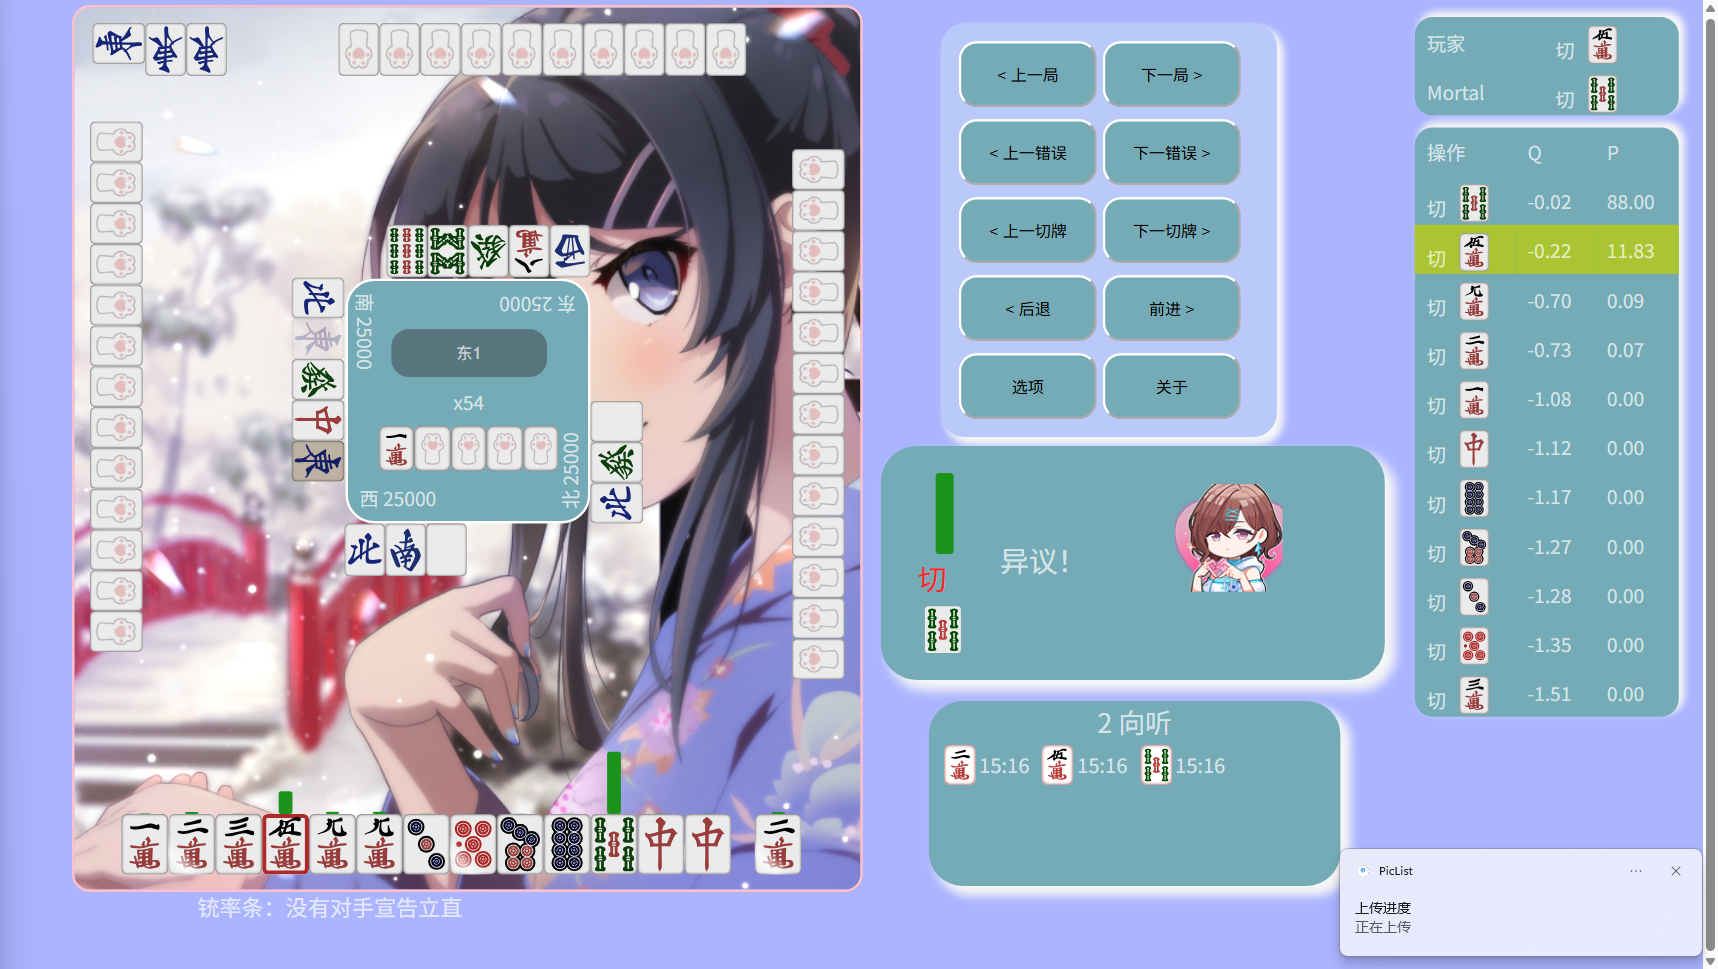 南 25000
东 25000
东1
x54
西 25000
北 25000
铳率条：没有对手宣告立直
< 上一局
下一局 >
< 上一错误
下一错误 >
< 上一切牌
下一切牌 >
< 后退
前进 >
选项
关于
异议！
切
2 向听
15:16
15:16
15:16
玩家 切
Mortal 切
操作 Q P
切 -0.02 88.00
切 -0.22 11.83
切 -0.70 0.09
切 -0.73 0.07
切 -1.08 0.00
切 -1.12 0.00
切 -1.17 0.00
切 -1.27 0.00
切 -1.28 0.00
切 -1.35 0.00
切 -1.51 0.00
PicList
上传进度
正在上传